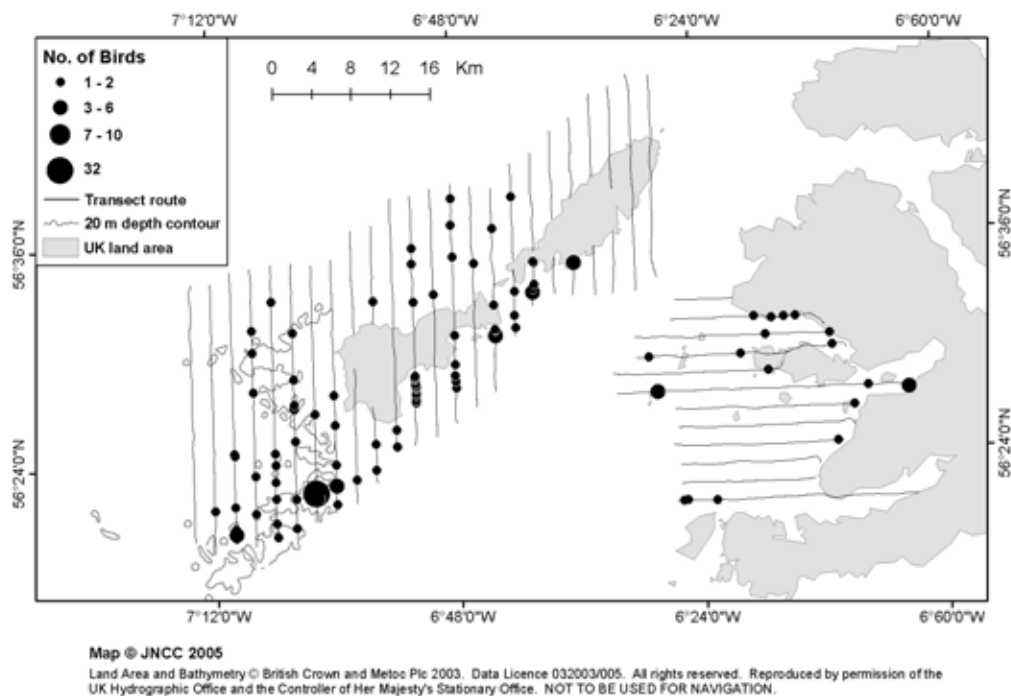 7°12'0"W 6°48'0"W 6°24'0"W 6°60'0"W
No. of Birds
1 - 2
3 - 6
7 - 10
32
Transect route
20 m depth contour
UK land area
0 4 8 12 16 Km
56°36'0"N
56°36'0"N
56°24'0"N
56°24'0"N
7°12'0"W 6°48'0"W 6°24'0"W 6°60'0"W
Map © JNCC 2005
Land Area and Bathymetry © British Crown and Metoc Plc 2003. Data Licence 032003/005. All rights reserved. Reproduced by permission of the
UK Hydrographic Office and the Controller of Her Majesty's Stationary Office. NOT TO BE USED FOR NAVIGATION.